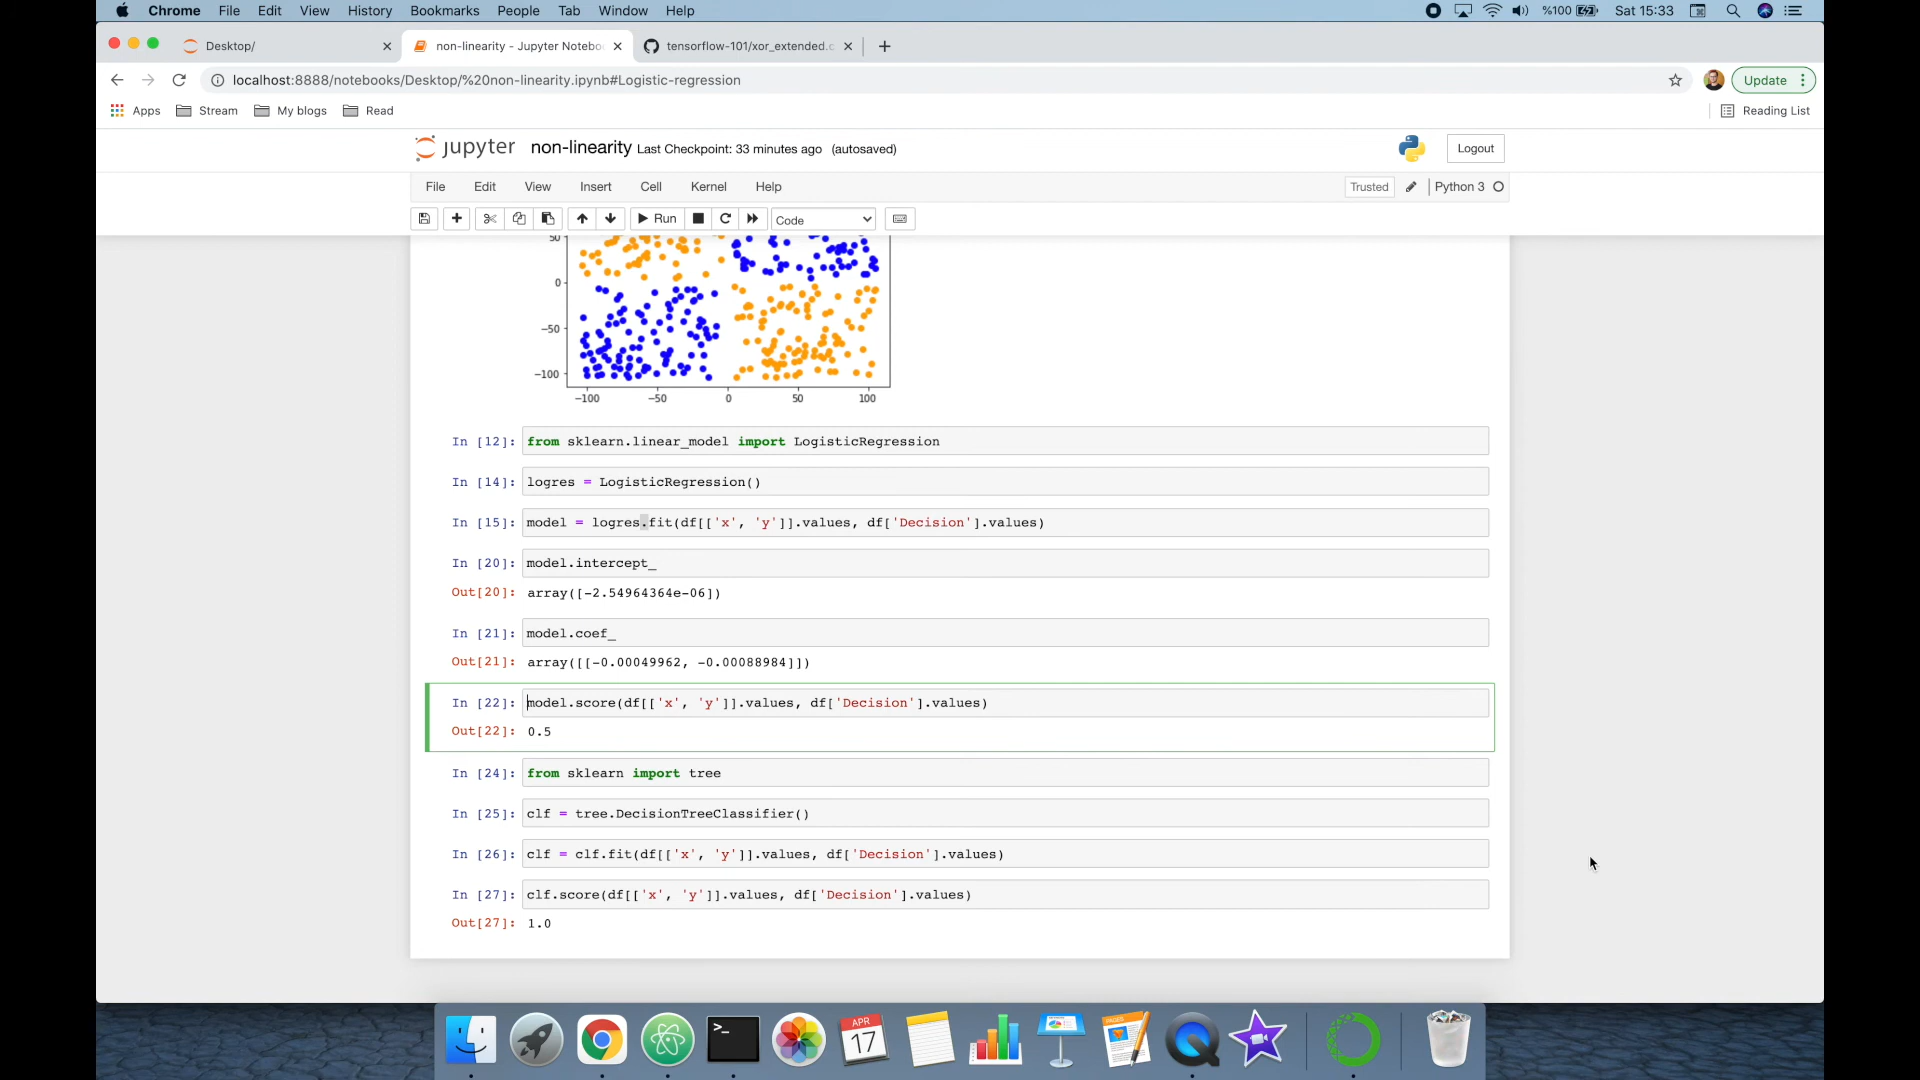 Chrome File Edit View History Bookmarks People Tab Window Help %100 Sat 15:33
Desktop/ non-linearity - Jupyter Notebo tensorflow-101/xor_extended.c
localhost:8888/notebooks/Desktop/%20non-linearity.ipynb#Logistic-regression Update
Apps Stream My blogs Read Reading List
jupyter non-linearity Last Checkpoint: 33 minutes ago (autosaved) Logout
File Edit View Insert Cell Kernel Help Trusted Python 3
Run Code
50
0
−50
−100
−100 −50 0 50 100
In [12]: from sklearn.linear_model import LogisticRegression
In [14]: logres = LogisticRegression()
In [15]: model = logres.fit(df[['x', 'y']].values, df['Decision'].values)
In [20]: model.intercept_
Out[20]: array([-2.54964364e-06])
In [21]: model.coef_
Out[21]: array([[-0.00049962, -0.00088984]])
In [22]: model.score(df[['x', 'y']].values, df['Decision'].values)
Out[22]: 0.5
In [24]: from sklearn import tree
In [25]: clf = tree.DecisionTreeClassifier()
In [26]: clf = clf.fit(df[['x', 'y']].values, df['Decision'].values)
In [27]: clf.score(df[['x', 'y']].values, df['Decision'].values)
Out[27]: 1.0
>_ APR 17 PAGES